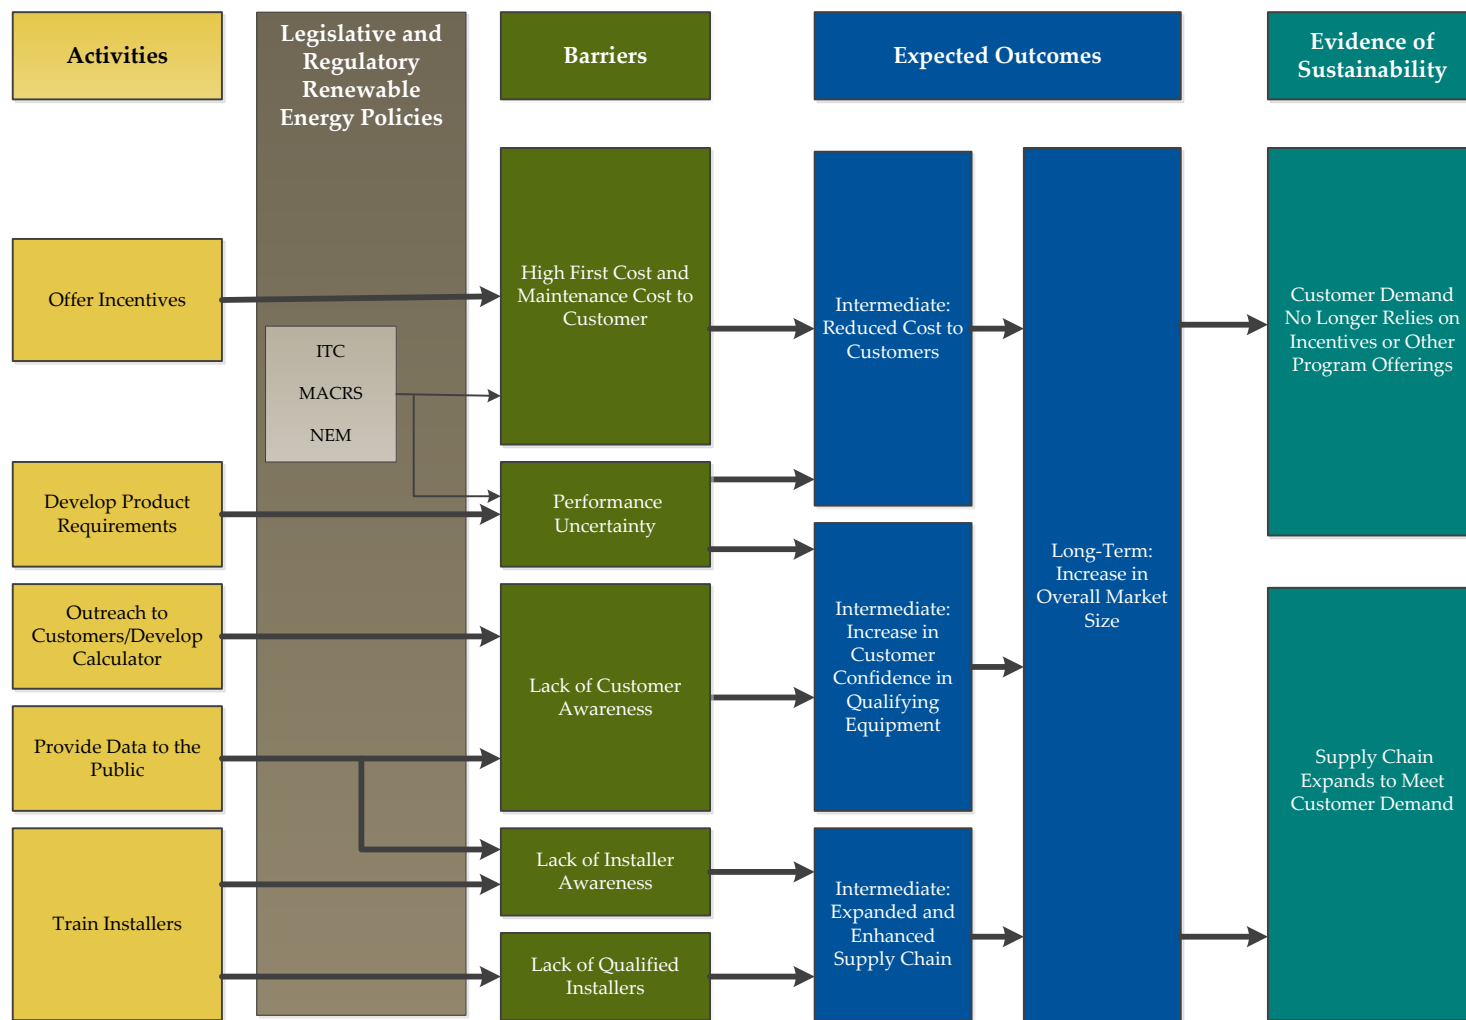 Activities
Legislative and
Regulatory
Renewable
Energy Policies
Barriers
Expected Outcomes
Evidence of
Sustainability
Offer Incentives
Develop Product
Requirements
Outreach to
Customers/Develop
Calculator
Provide Data to the
Public
Train Installers
ITC
MACRS
NEM
High First Cost and
Maintenance Cost to
Customer
Performance
Uncertainty
Lack of Customer
Awareness
Lack of Installer
Awareness
Lack of Qualified
Installers
Intermediate:
Reduced Cost to
Customers
Intermediate:
Increase in
Customer
Confidence in
Qualifying
Equipment
Intermediate:
Expanded and
Enhanced
Supply Chain
Long-Term:
Increase in
Overall Market
Size
Customer Demand
No Longer Relies on
Incentives or Other
Program Offerings
Supply Chain
Expands to Meet
Customer Demand